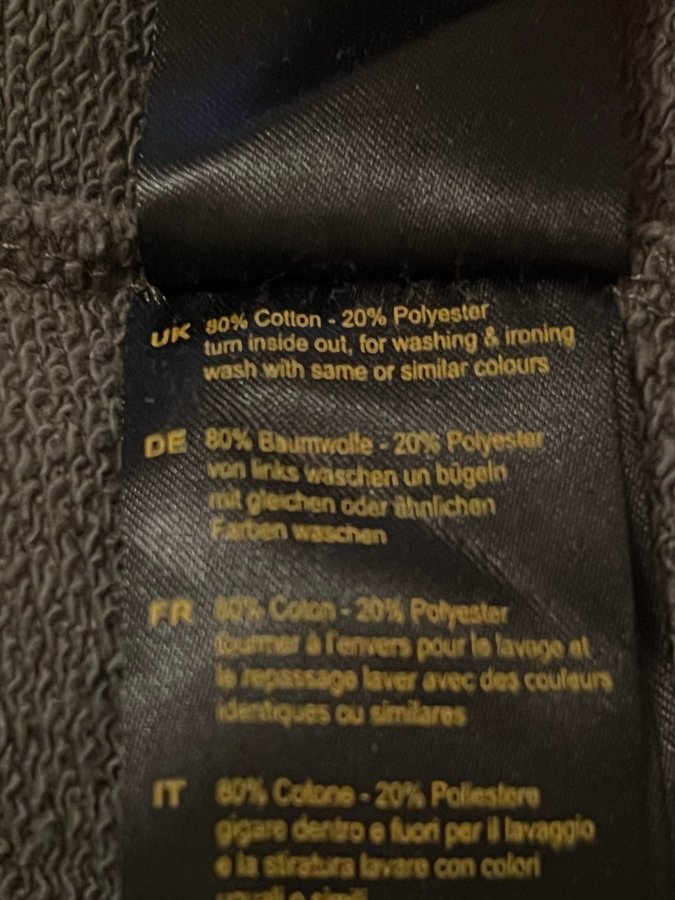 UK 80% Cotton - 20% Polyester
turn inside out, for washing & ironing
wash with same or similar colours
DE 80% Baumwolle - 20% Polyester
von links waschen un bügeln
mit gleichen oder ähnlichen
Farben waschen
FR 80% Coton - 20% Polyester
tourner à l'envers pour le lavage et
le repassage laver avec des couleurs
identiques ou similares
IT 80% Cotone - 20% Poliestere
gigare dentro e fuori per il lavaggio
e la stiratura lavare con colori